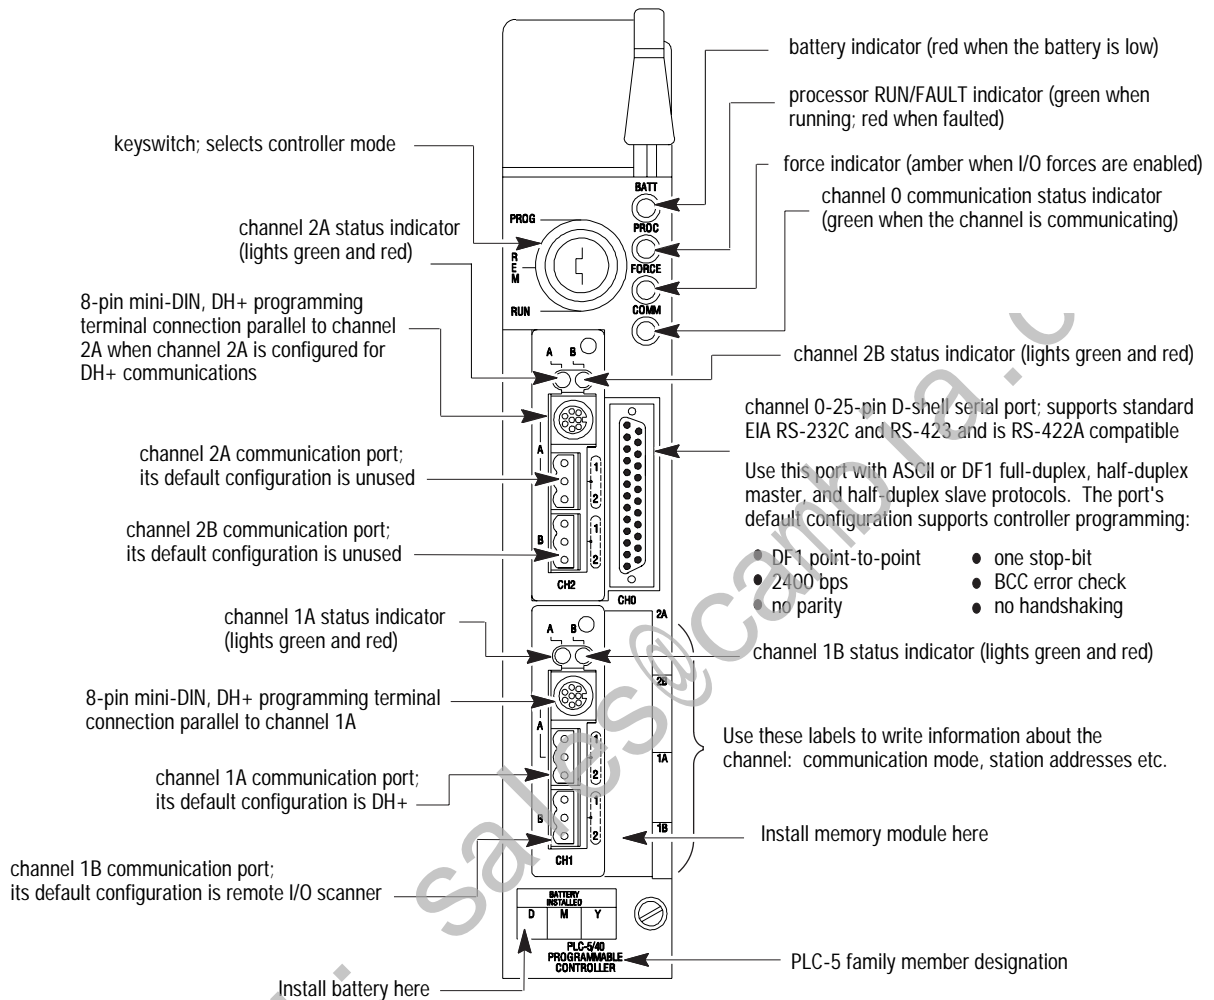 battery indicator (red when the battery is low)
processor RUN/FAULT indicator (green when
running; red when faulted)
keyswitch; selects controller mode
force indicator (amber when I/O forces are enabled)
channel 0 communication status indicator
(green when the channel is communicating)
channel 2A status indicator
(lights green and red)
8-pin mini-DIN, DH+ programming
terminal connection parallel to channel
2A when channel 2A is configured for
DH+ communications
BATT
PROC
FORCE
COMM
PROG
R
E
M
RUN
A B
channel 2B status indicator (lights green and red)
channel 0-25-pin D-shell serial port; supports standard
EIA RS-232C and RS-423 and is RS-422A compatible
Use this port with ASCII or DF1 full-duplex, half-duplex
master, and half-duplex slave protocols. The port's
default configuration supports controller programming:
● DF1 point-to-point
● 2400 bps
● no parity
● one stop-bit
● BCC error check
● no handshaking
channel 2A communication port;
its default configuration is unused
channel 2B communication port;
its default configuration is unused
A
1
2
B
1
2
CH2
CH0
channel 1A status indicator
(lights green and red)
A B
channel 1B status indicator (lights green and red)
8-pin mini-DIN, DH+ programming terminal
connection parallel to channel 1A
channel 1A communication port;
its default configuration is DH+
channel 1B communication port;
its default configuration is remote I/O scanner
A
1
2
B
1
2
CH1
2A
2B
1A
1B
Use these labels to write information about the
channel: communication mode, station addresses etc.
Install memory module here
BATTERY
INSTALLED
D M Y
PLC-5/40
PROGRAMMABLE
CONTROLLER
PLC-5 family member designation
Install battery here
sales@cambia.c